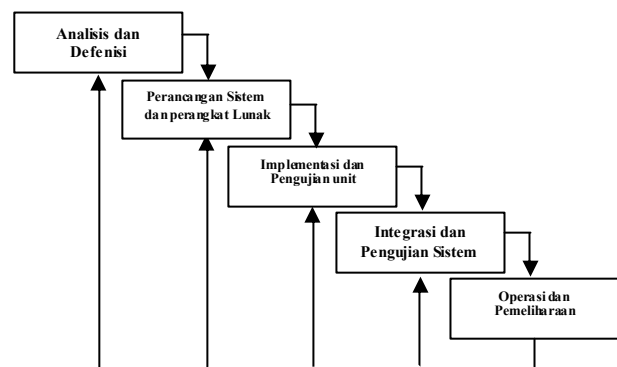 Analisis dan
Defenisi
Perancangan Sistem
dan perangkat Lunak
Implementasi dan
Pengujian unit
Integrasi dan
Pengujian Sistem
Operasi dan
Pemeliharaan